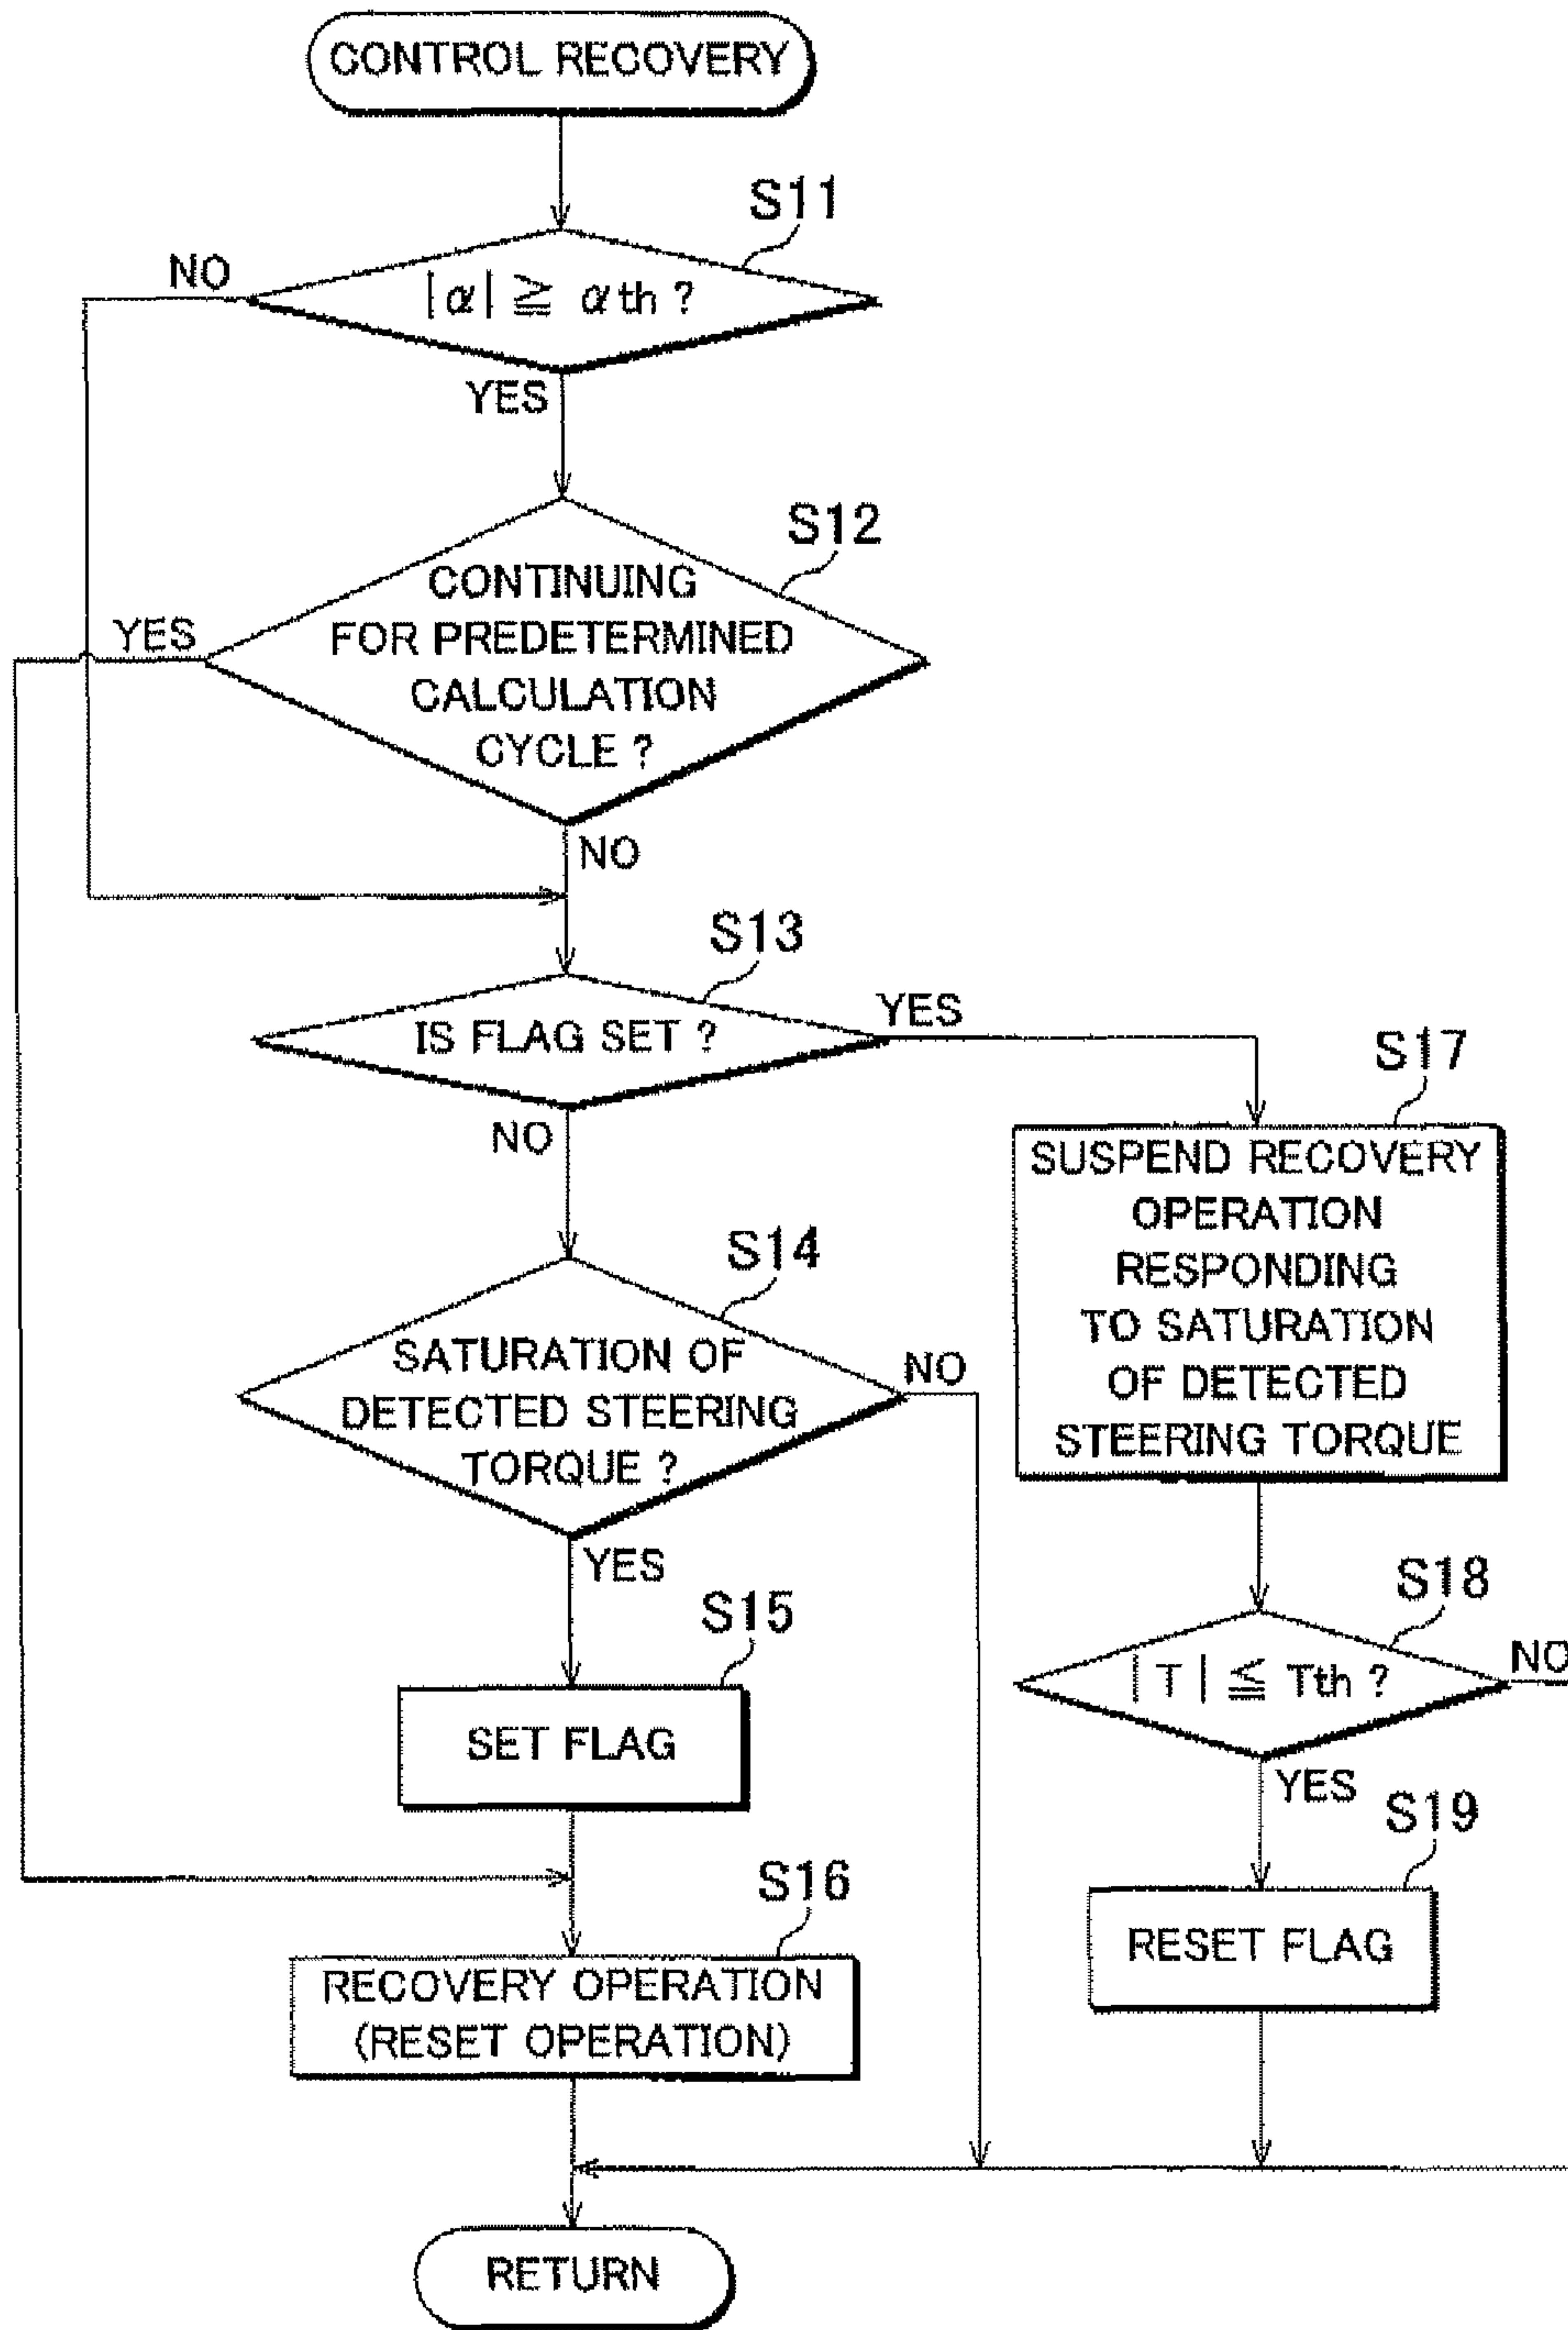 CONTROL RECOVERY
S11
NO
|α| ≧ αth ?
YES
S12
CONTINUING
FOR PREDETERMINED
CALCULATION
CYCLE ?
YES
NO
S13
IS FLAG SET ?
YES
NO
S17
SUSPEND RECOVERY
OPERATION
RESPONDING
TO SATURATION
OF DETECTED
STEERING TORQUE
S14
SATURATION OF
DETECTED STEERING
TORQUE ?
NO
YES
S18
|T| ≦ Tth ?
NO
YES
S15
SET FLAG
S19
RESET FLAG
S16
RECOVERY OPERATION
(RESET OPERATION)
RETURN